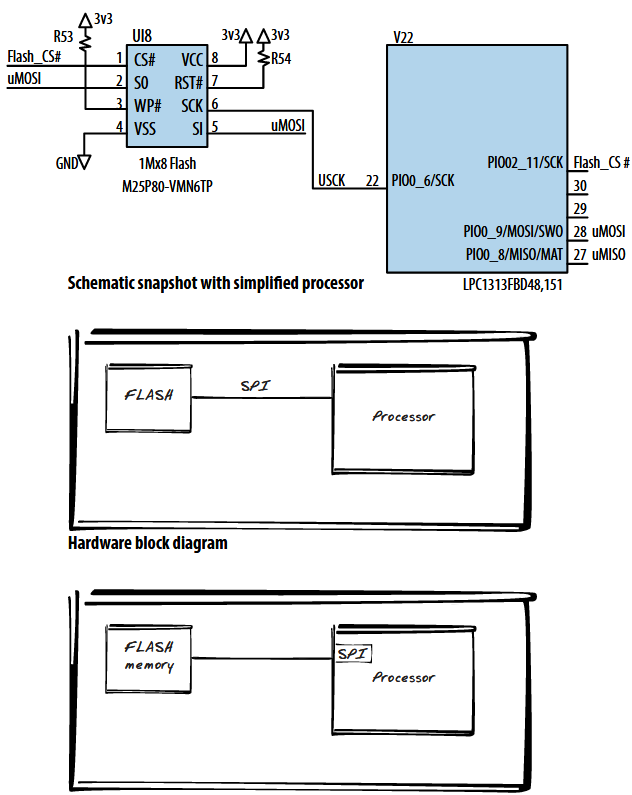 3v3
R53
UI8
3v3
3v3
V22
Flash_CS#
1
CS#
VCC
8
R54
uMOSI
2
SO
RST#
7
3
WP#
SCK
6
4
VSS
SI
5
uMOSI
GND
1Mx8 Flash
M25P80-VMN6TP
USCK
22
PIO0_6/SCK
PIO02_11/SCK
Flash_CS #
30
29
PIO0_9/MOSI/SWO
28
uMOSI
PIO0_8/MISO/MAT
27
uMISO
LPC1313FBD48,151
Schematic snapshot with simplified processor
FLASH
SPI
Processor
Hardware block diagram
FLASH
memory
SPI
Processor